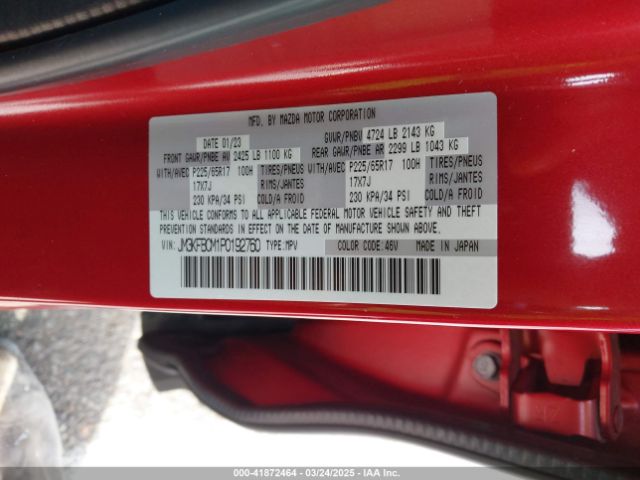 MFD. BY MAZDA MOTOR CORPORATION
DATE 01/23 GVWR/PNBV 4724 LB 2143 KG
FRONT GAWR/PNBE AV 2425 LB 1100 KG REAR GAWR/PNBE AR 2299 LB 1043 KG
WITH/AVEC P225/65R17 100H TIRES/PNEUS WITH/AVEC P225/65R17 100H TIRES/PNEUS
17X7J RIMS/JANTES 17X7J RIMS/JANTES
230 KPA/34 PSI COLD/A FROID 230 KPA/34 PSI COLD/A FROID
THIS VEHICLE CONFORMS TO ALL APPLICABLE FEDERAL MOTOR VEHICLE SAFETY AND
THEFT PREVENTION STANDARDS IN EFFECT ON THE DATE OF MANUFACTURE SHOWN ABOVE.
VIN: JM3KFBCM1P0192760 TYPE: MPV COLOR CODE: 46V MADE IN JAPAN
000-41872464 - 03/24/2025 - IAAI.COM